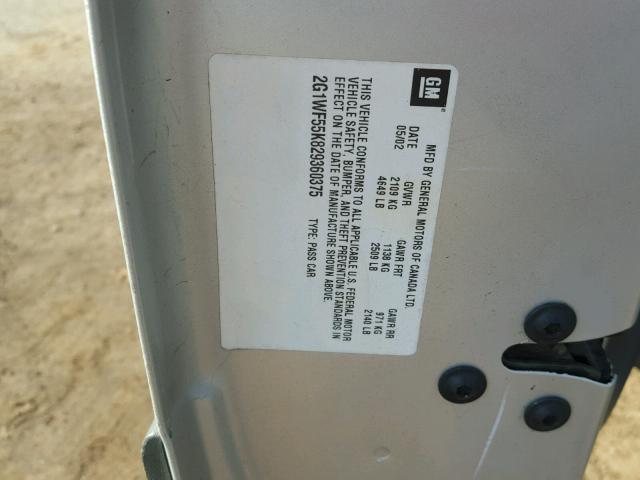 GM
MFD BY GENERAL MOTORS OF CANADA LTD.
DATE GVWR GAWR FRT GAWR RR
05/02 2109 KG 1138 KG 971 KG
4649 LB 2509 LB 2140 LB
THIS VEHICLE CONFORMS TO ALL APPLICABLE U.S. FEDERAL MOTOR
VEHICLE SAFETY, BUMPER, AND THEFT PREVENTION STANDARDS IN
EFFECT ON THE DATE OF MANUFACTURE SHOWN ABOVE.
2G1WF55K829360375 TYPE: PASS CAR